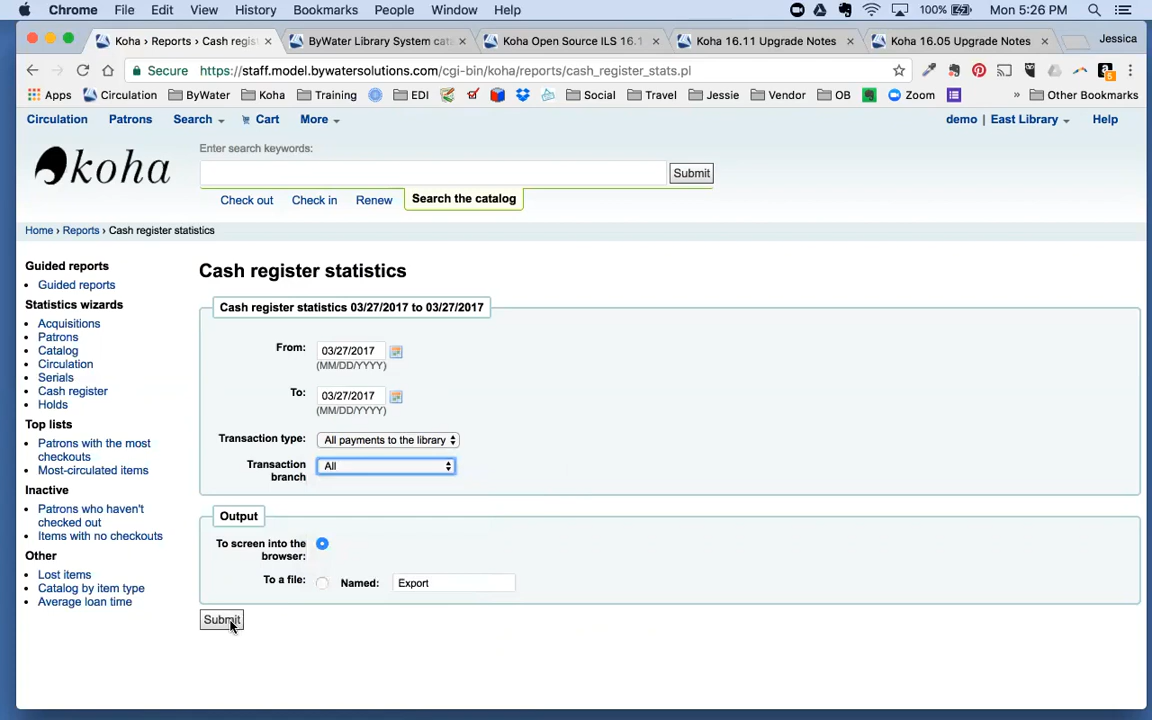 Chrome File Edit View History Bookmarks People Window Help 100% Mon 5:26 PM
Koha › Reports › Cash regis × ByWater Library System cat × Koha Open Source ILS 16.1 × Koha 16.11 Upgrade Notes × Koha 16.05 Upgrade Notes × Jessica
Secure https://staff.model.bywatersolutions.com/cgi-bin/koha/reports/cash_register_stats.pl
Apps Circulation ByWater Koha Training EDI Social Travel Jessie Vendor OB Zoom » Other Bookmarks
Circulation Patrons Search Cart More demo | East Library Help
koha
Enter search keywords:
Submit
Check out Check in Renew Search the catalog
Home › Reports › Cash register statistics
Guided reports
• Guided reports
Statistics wizards
• Acquisitions
• Patrons
• Catalog
• Circulation
• Serials
• Cash register
• Holds
Top lists
• Patrons with the most
checkouts
• Most-circulated items
Inactive
• Patrons who haven't
checked out
• Items with no checkouts
Other
• Lost items
• Catalog by item type
• Average loan time
Cash register statistics
Cash register statistics 03/27/2017 to 03/27/2017
From: 03/27/2017
(MM/DD/YYYY)
To: 03/27/2017
(MM/DD/YYYY)
Transaction type: All payments to the library
Transaction
branch All
Output
To screen into the
browser:
To a file: Named: Export
Submit